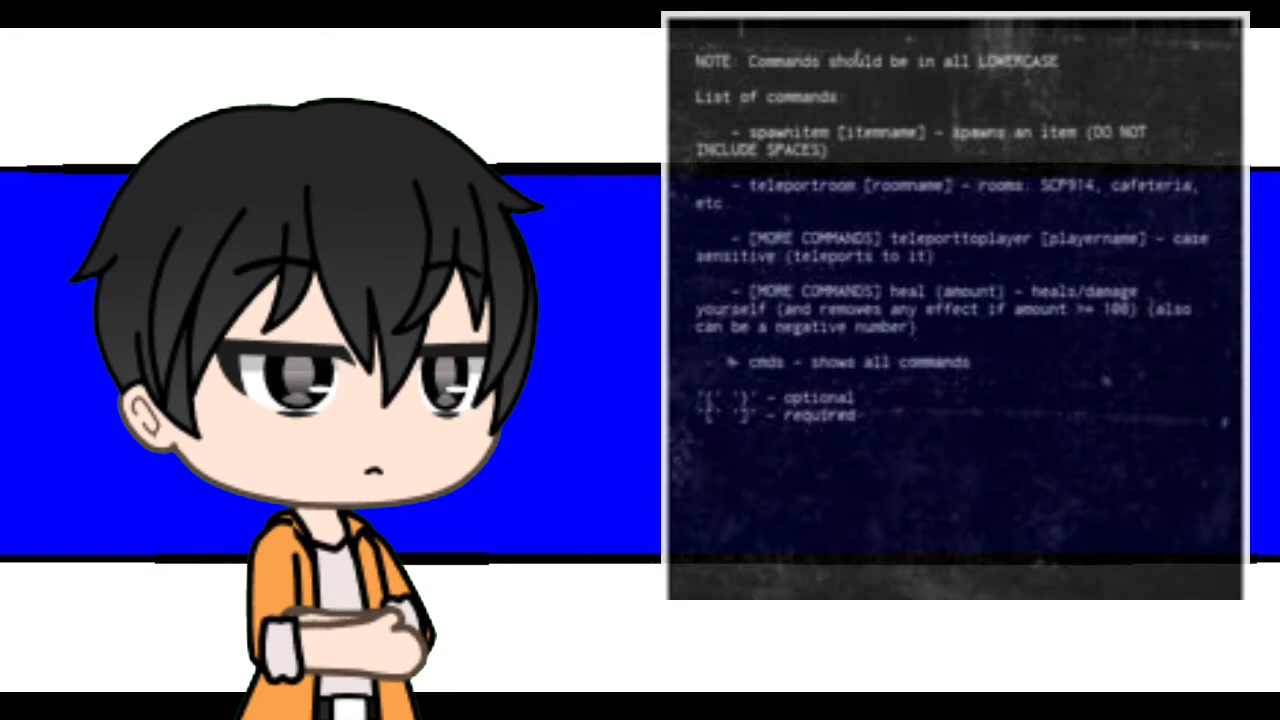 NOTE: Commands should be in all LOWERCASE
List of commands:
- spawnitem [itemname] - spawns an item (DO NOT
INCLUDE SPACES)
- teleportroom [roomname] - rooms: SCP914, cafeteria,
etc.
- [MORE COMMANDS] teleporttoplayer [playername] - case
sensitive (teleports to it)
- [MORE COMMANDS] heal (amount) - heals/damage
yourself (and removes any effect if amount >= 100) (also
can be a negative number)
- cmds - shows all commands
'(' ')' - optional
'[' ']' - required